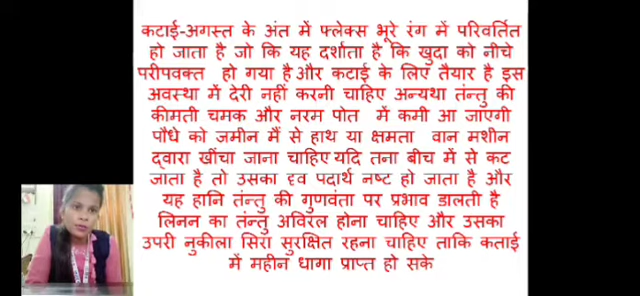 कटाई-अगस्त के अंत में फ्लेक्स भूरे रंग में परिवर्तित
हो जाता है जो कि यह दर्शाता है कि खुदा को नीचे
परीपवक्त हो गया है और कटाई के लिए तैयार है इस
अवस्था में देरी नहीं करनी चाहिए अन्यथा तंन्तु की
कीमती चमक और नरम पोत में कमी आ जाएगी
पौधे को जमीन में से हाथ या क्षमता वान मशीन
द्वारा खींचा जाना चाहिए यदि तना बीच में से कट
जाता है तो उसका द्दव पदार्थ नष्ट हो जाता है और
यह हानि तंन्तु की गुणवंता पर प्रभाव डालती है
लिनन का तंन्तु अविरल होना चाहिए और उसका
उपरी नुकीला सिरा सुरक्षित रहना चाहिए ताकि कताई
में महीन धागा प्राप्त हो सके